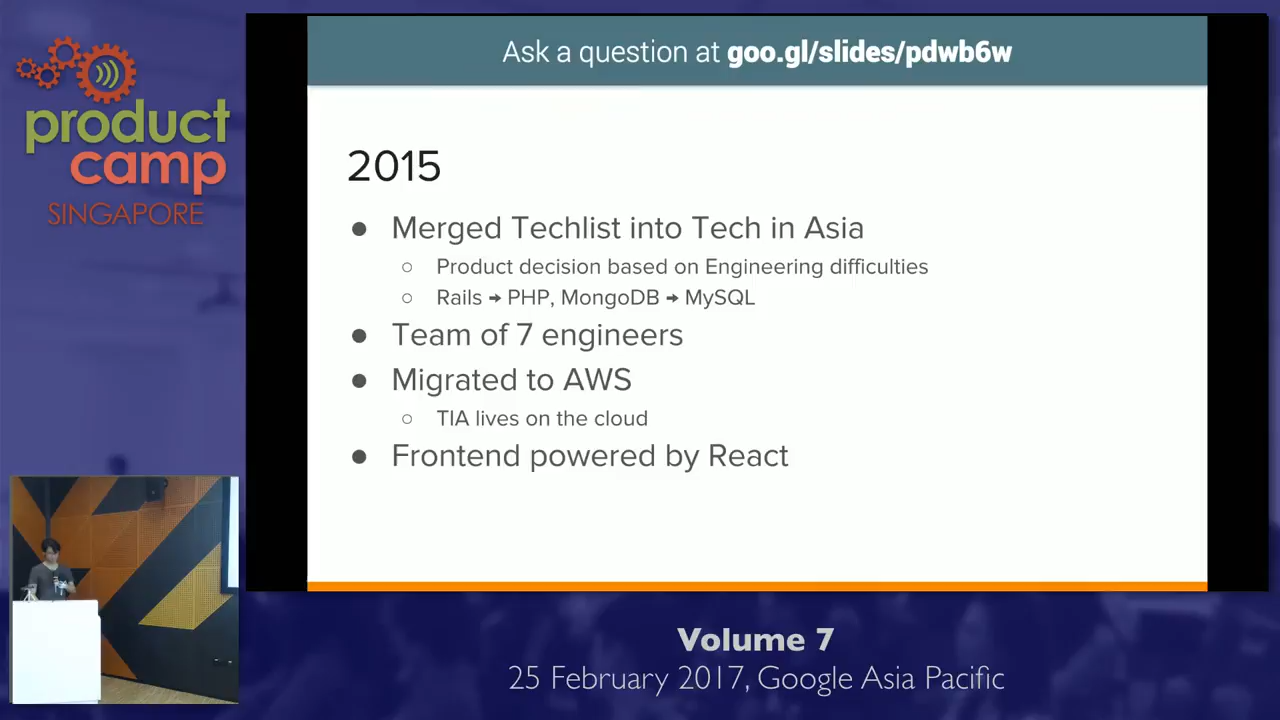 product
camp
SINGAPORE
Ask a question at goo.gl/slides/pdwb6w
2015
● Merged Techlist into Tech in Asia
○ Product decision based on Engineering difficulties
○ Rails → PHP, MongoDB → MySQL
● Team of 7 engineers
● Migrated to AWS
○ TIA lives on the cloud
● Frontend powered by React
Volume 7
25 February 2017, Google Asia Pacific